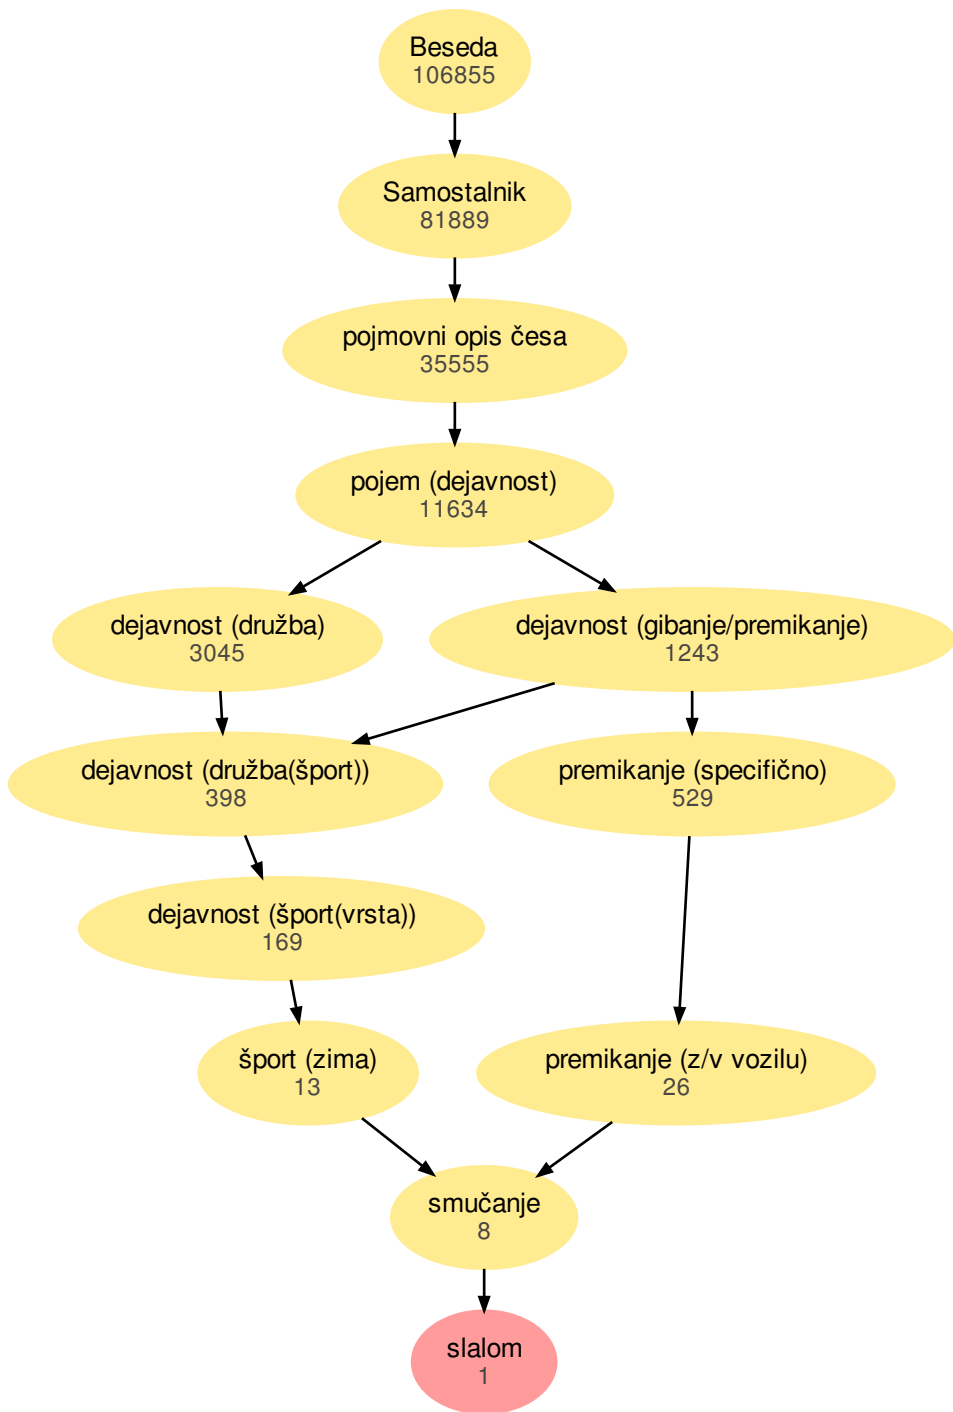 Beseda
106855
Samostalnik
81889
pojmovni opis česa
35555
pojem (dejavnost)
11634
dejavnost (družba)
3045
dejavnost (gibanje/premikanje)
1243
dejavnost (družba(šport))
398
premikanje (specifično)
529
dejavnost (šport(vrsta))
169
šport (zima)
13
premikanje (z/v vozilu)
26
smučanje
8
slalom
1